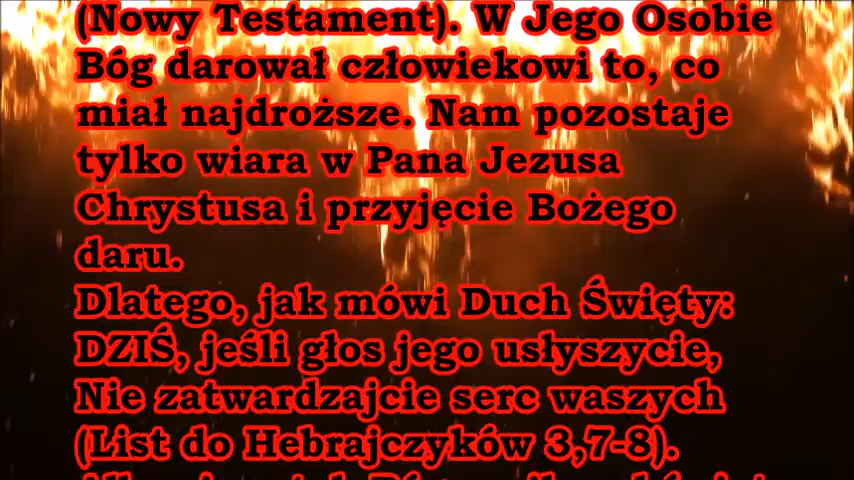 (Nowy Testament). W Jego Osobie
Bóg darował człowiekowi to, co
miał najdroższe. Nam pozostaje
tylko wiara w Pana Jezusa
Chrystusa i przyjęcie Bożego
daru.
Dlatego, jak mówi Duch Święty:
DZIŚ, jeśli głos jego usłyszycie,
Nie zatwardzajcie serc waszych
(List do Hebrajczyków 3,7-8).